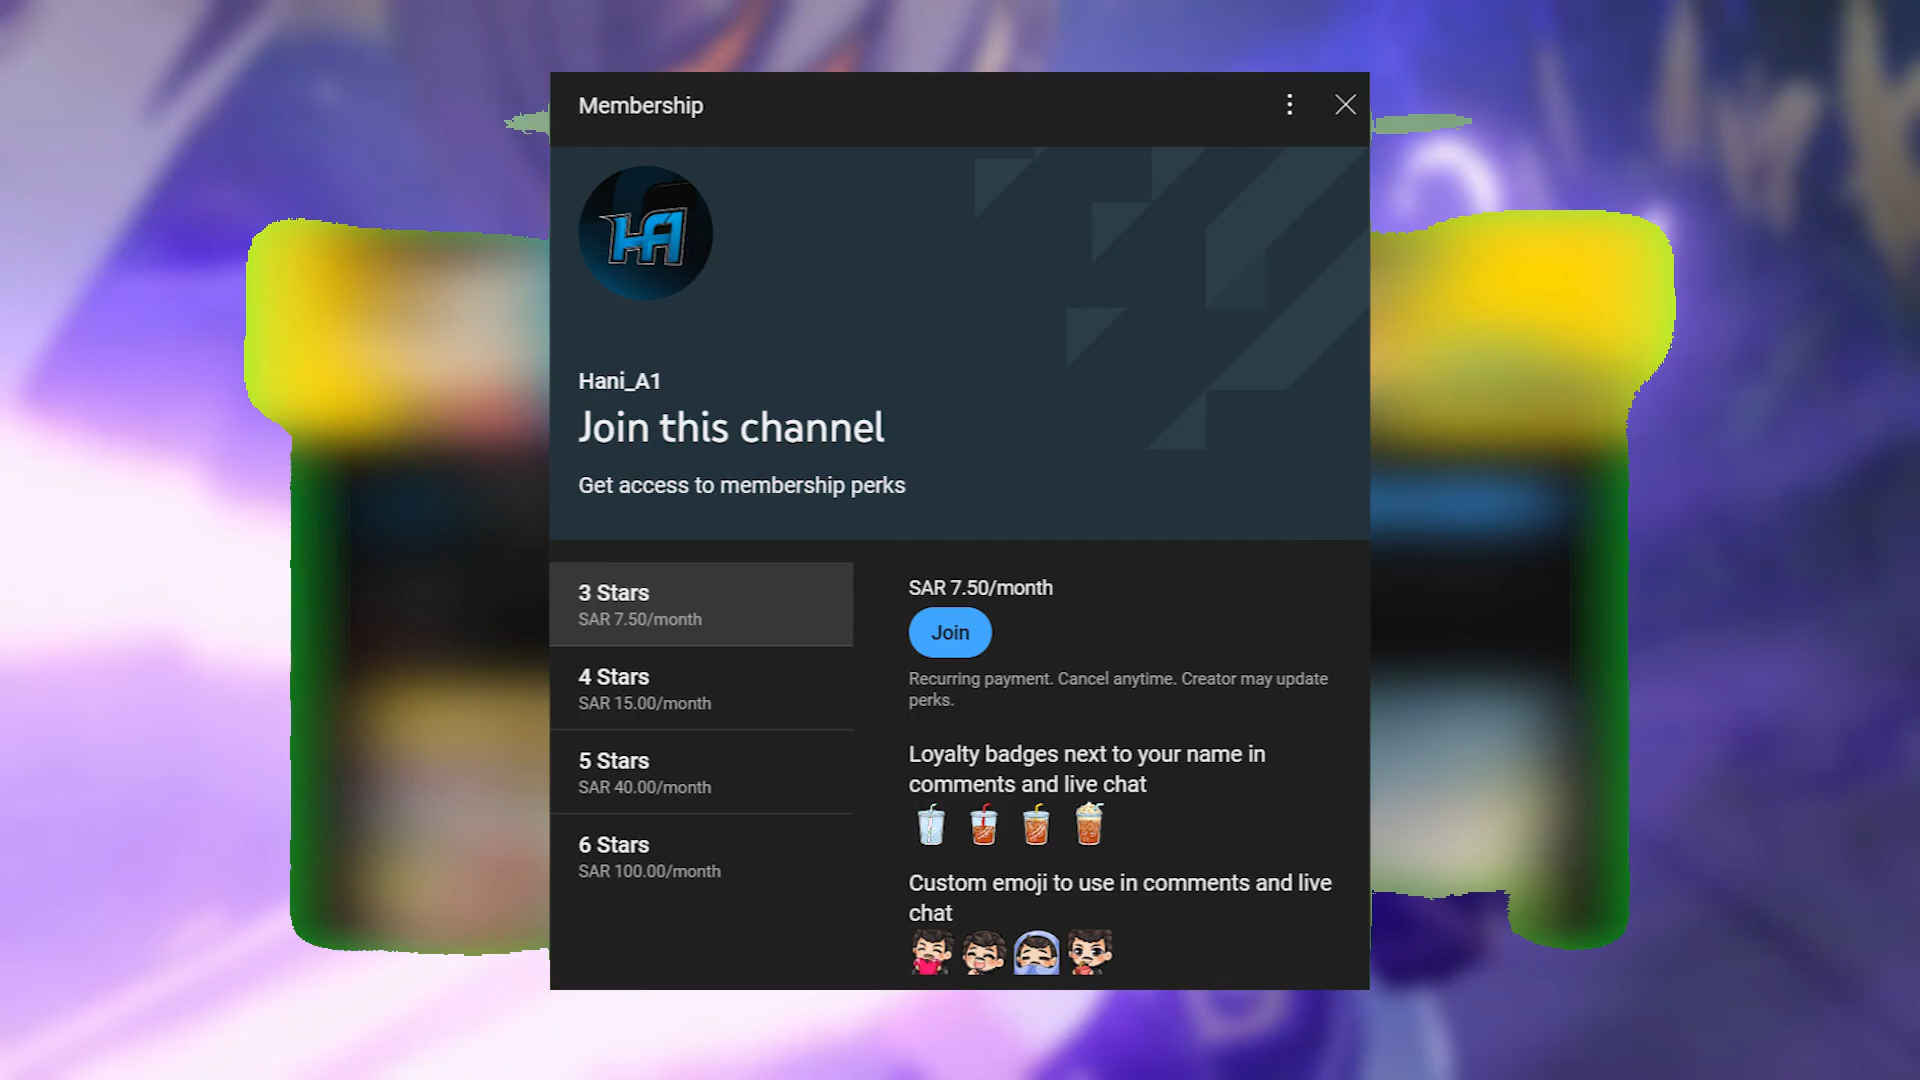 Membership
HA1
Hani_A1
Join this channel
Get access to membership perks
3 Stars
SAR 7.50/month
4 Stars
SAR 15.00/month
5 Stars
SAR 40.00/month
6 Stars
SAR 100.00/month
SAR 7.50/month
Join
Recurring payment. Cancel anytime. Creator may update
perks.
Loyalty badges next to your name in
comments and live chat
Custom emoji to use in comments and live
chat